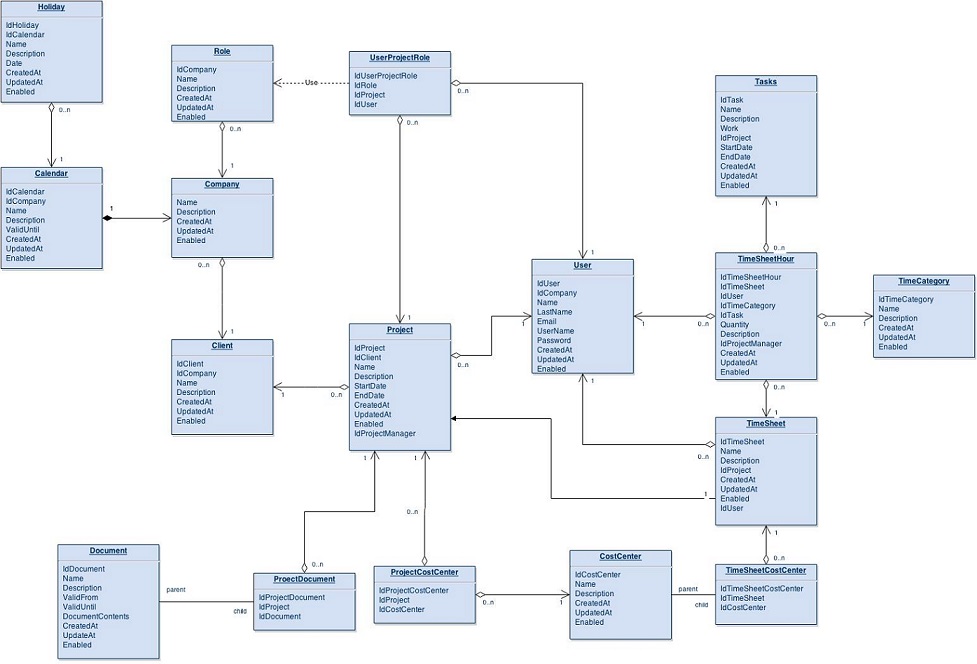 Holiday
IdHoliday
IdCalendar
Name
Description
Date
CreatedAt
UpdatedAt
Enabled
0..n
1
Calendar
IdCalendar
IdCompany
Name
Description
ValidUntil
CreatedAt
UpdatedAt
Enabled
1
Role
IdCompany
Name
Description
CreatedAt
UpdatedAt
Enabled
0..n
1
Use
Company
Name
Description
CreatedAt
UpdatedAt
Enabled
0..n
1
Client
IdClient
IdCompany
Name
Description
CreatedAt
UpdatedAt
Enabled
1
0..n
UserProjectRole
IdUserProjectRole
IdRole
IdProject
IdUser
0..n
0..n
1
1
Project
IdProject
IdClient
Name
Description
StartDate
EndDate
CreatedAt
UpdatedAt
Enabled
IdProjectManager
0..n
1
1
1
User
IdUser
IdCompany
Name
LastName
Email
UserName
Password
CreatedAt
UpdatedAt
Enabled
1
1
Tasks
IdTask
Name
Description
Work
IdProject
StartDate
EndDate
CreatedAt
UpdatedAt
Enabled
1
0..n
TimeSheetHour
IdTimeSheetHour
IdTimeSheet
IdUser
IdTimeCategory
IdTask
Quantity
Description
IdProjectManager
CreatedAt
UpdatedAt
Enabled
0..n
0..n
1
0..n
1
TimeCategory
IdTimeCategory
Name
Description
CreatedAt
UpdatedAt
Enabled
TimeSheet
IdTimeSheet
Name
Description
IdProject
CreatedAt
UpdatedAt
Enabled
IdUser
0..n
1
1
0..n
Document
IdDocument
Name
Description
ValidFrom
ValidUntil
DocumentContents
CreatedAt
UpdateAt
Enabled
parent
child
0..n
ProectDocument
IdProjectDocument
IdProject
IdDocument
0..n
ProjectCostCenter
IdProjectCostCenter
IdProject
IdCostCenter
0..n
1
CostCenter
IdCostCenter
Name
Description
CreatedAt
UpdatedAt
Enabled
parent
child
TimeSheetCostCenter
IdTimeSheetCostCenter
IdTimeSheet
IdCostCenter